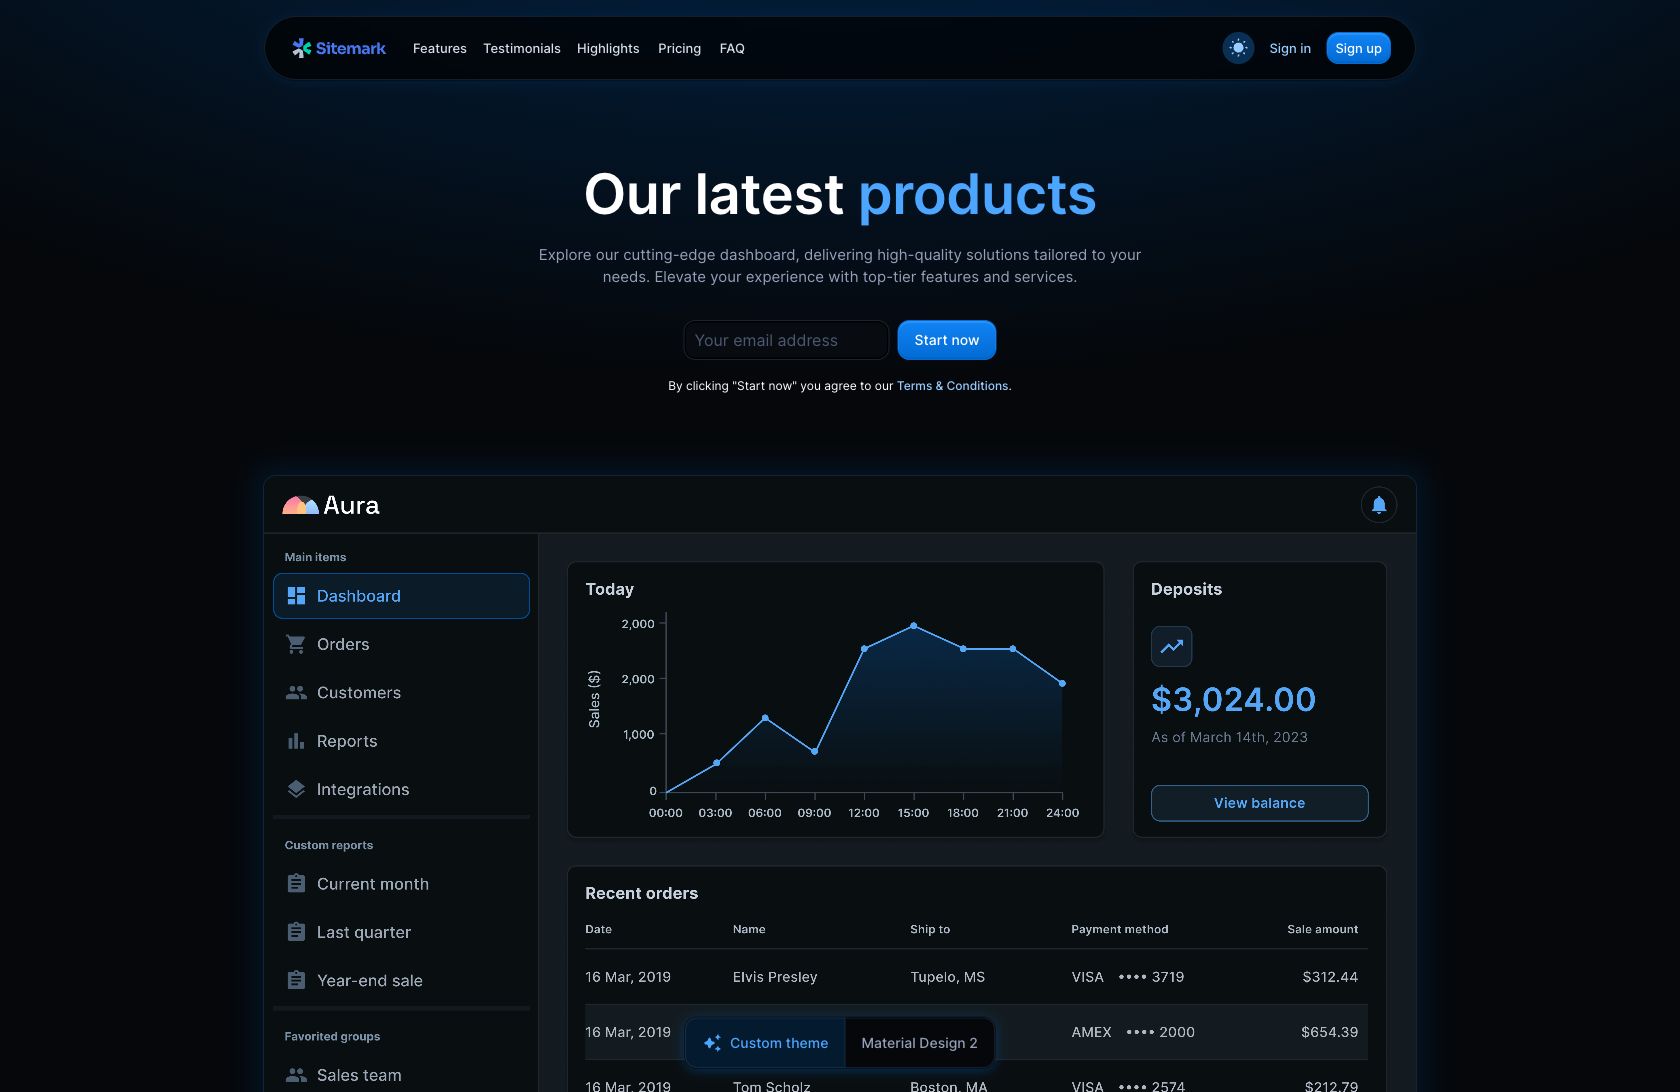 Sitemark Features Testimonials Highlights Pricing FAQ Sign in Sign up
Our latest products
Explore our cutting-edge dashboard, delivering high-quality solutions tailored to your
needs. Elevate your experience with top-tier features and services.
Your email address Start now
By clicking "Start now" you agree to our Terms & Conditions.
Aura
Main items
Dashboard
Orders
Customers
Reports
Integrations
Custom reports
Current month
Last quarter
Year-end sale
Favorited groups
Sales team
Today
Sales ($)
2,000
2,000
1,000
0
00:00 03:00 06:00 09:00 12:00 15:00 18:00 21:00 24:00
Deposits
$3,024.00
As of March 14th, 2023
View balance
Recent orders
Date Name Ship to Payment method Sale amount
16 Mar, 2019 Elvis Presley Tupelo, MS VISA •••• 3719 $312.44
16 Mar, 2019 AMEX •••• 2000 $654.39
16 Mar, 2019 Tom Scholz Boston, MA VISA •••• 2574 $212.79
Custom theme Material Design 2